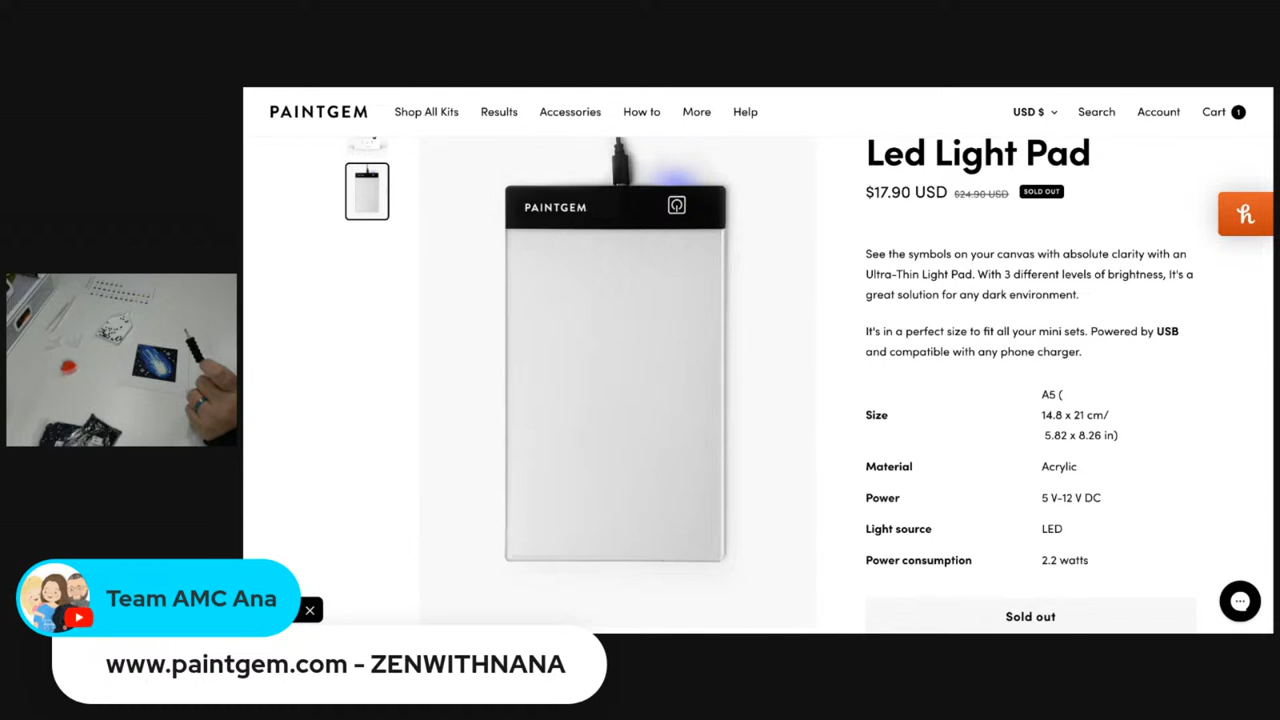 PAINTGEM Shop All Kits Results Accessories How to More Help USD $ Search Account Cart 1
Led Light Pad
$17.90 USD $24.90 USD SOLD OUT
PAINTGEM
h
See the symbols on your canvas with absolute clarity with an
Ultra-Thin Light Pad. With 3 different levels of brightness, It's a
great solution for any dark environment.
It's in a perfect size to fit all your mini sets. Powered by USB
and compatible with any phone charger.
A5 (
Size 14.8 x 21 cm/
5.82 x 8.26 in)
Material Acrylic
Power 5 V-12 V DC
Light source LED
Power consumption 2.2 watts
Sold out
Team AMC Ana
www.paintgem.com - ZENWITHNANA